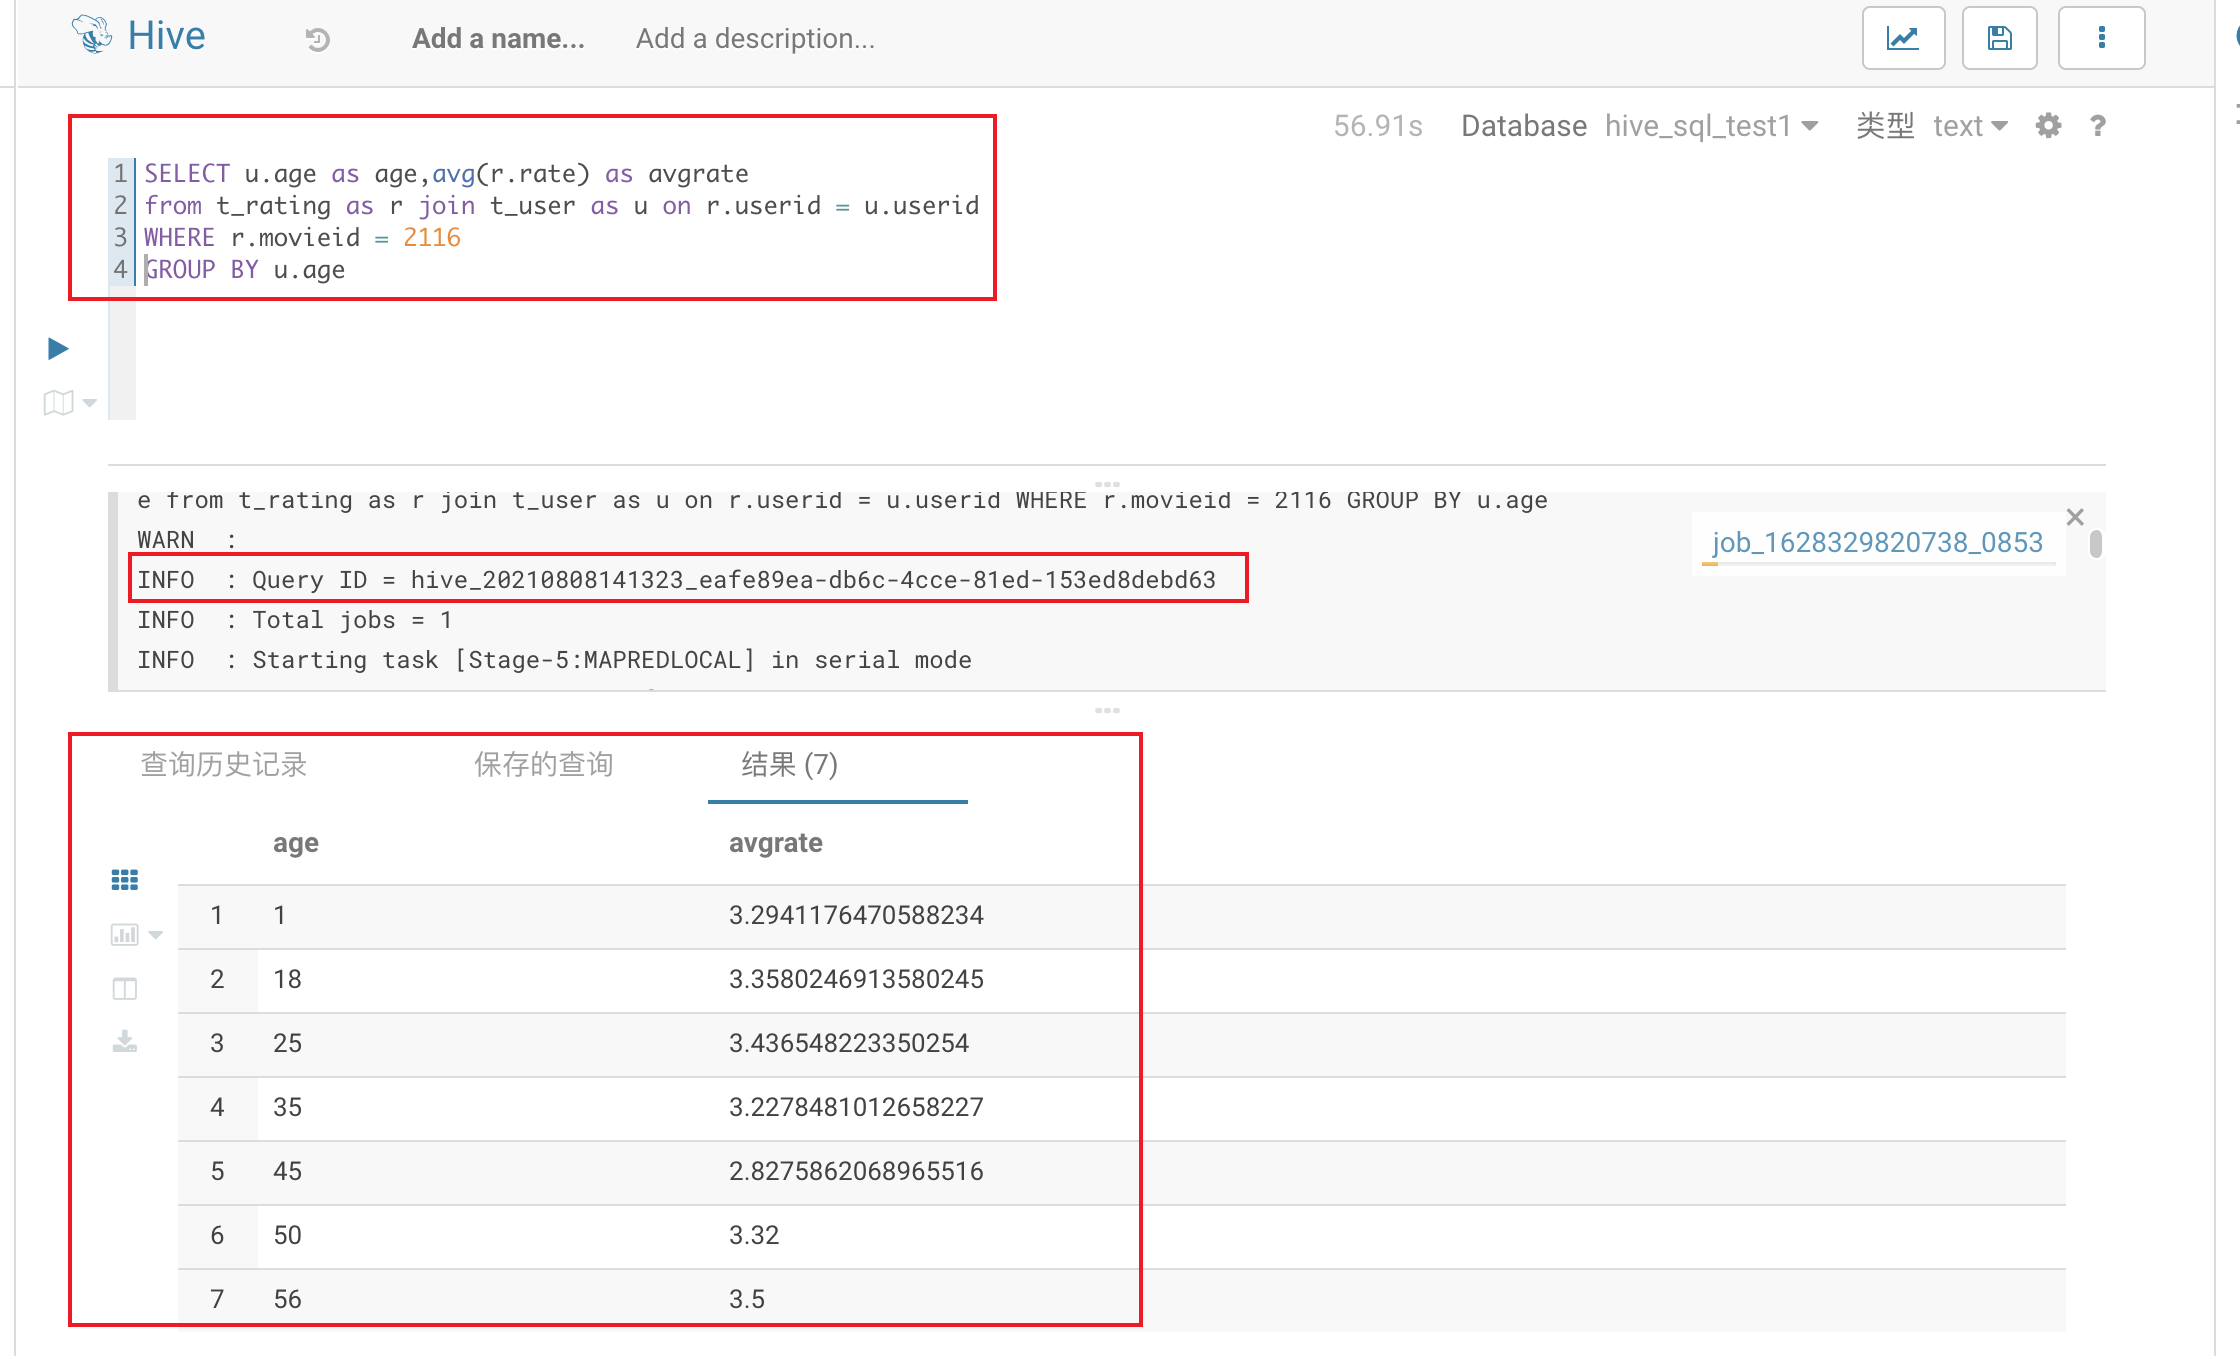 Hive Add a name... Add a description...
56.91s Database hive_sql_test1 类型 text ?
1 SELECT u.age as age,avg(r.rate) as avgrate
2 from t_rating as r join t_user as u on r.userid = u.userid
3 WHERE r.movieid = 2116
4 GROUP BY u.age
e from t_rating as r join t_user as u on r.userid = u.userid WHERE r.movieid = 2116 GROUP BY u.age
WARN :
job_1628329820738_0853
INFO : Query ID = hive_20210808141323_eafe89ea-db6c-4cce-81ed-153ed8debd63
INFO : Total jobs = 1
INFO : Starting task [Stage-5:MAPREDLOCAL] in serial mode
查询历史记录 保存的查询 结果 (7)
age avgrate
1 1 3.2941176470588234
2 18 3.3580246913580245
3 25 3.436548223350254
4 35 3.2278481012658227
5 45 2.8275862068965516
6 50 3.32
7 56 3.5